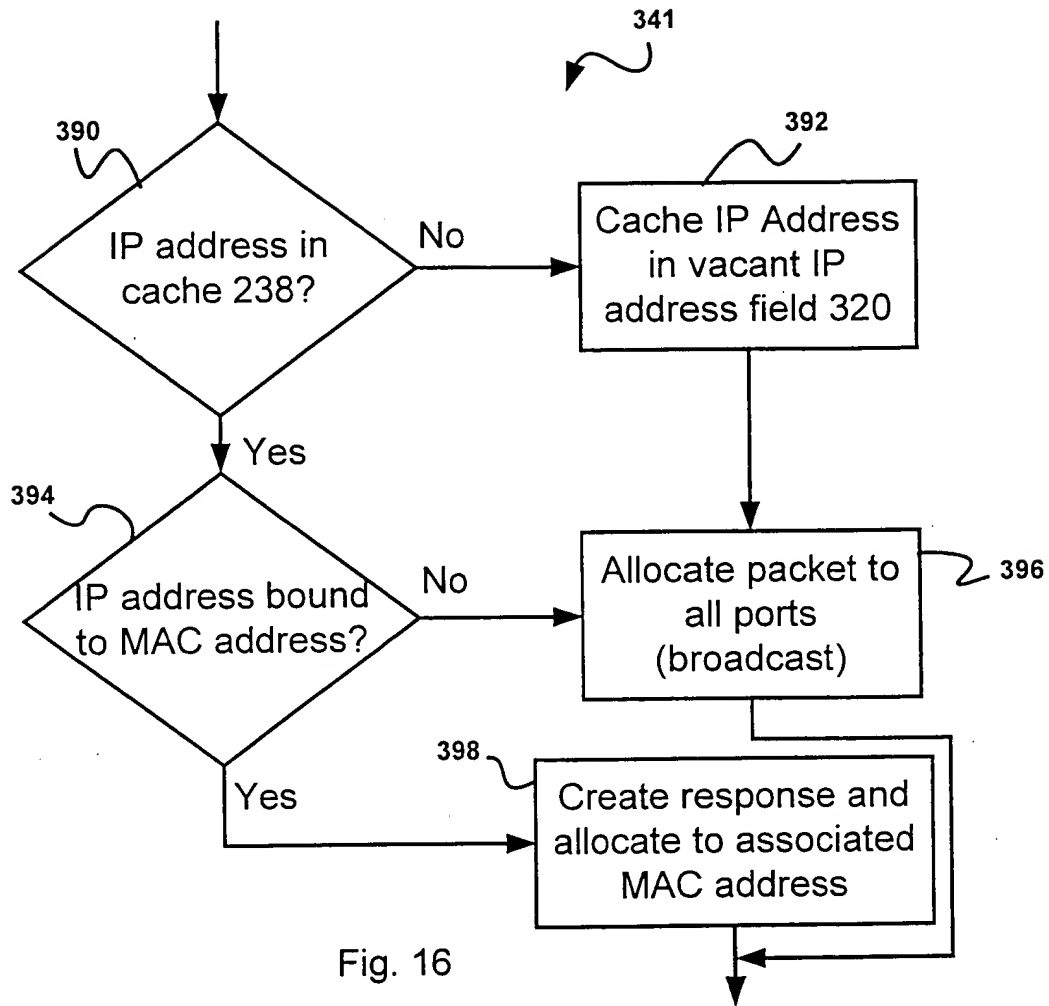 341
390
392
IP address in
cache 238?
No
Cache IP Address
in vacant IP
address field 320
Yes
394
IP address bound
to MAC address?
No
Allocate packet to
all ports
(broadcast)
396
398
Yes
Create response and
allocate to associated
MAC address
Fig. 16